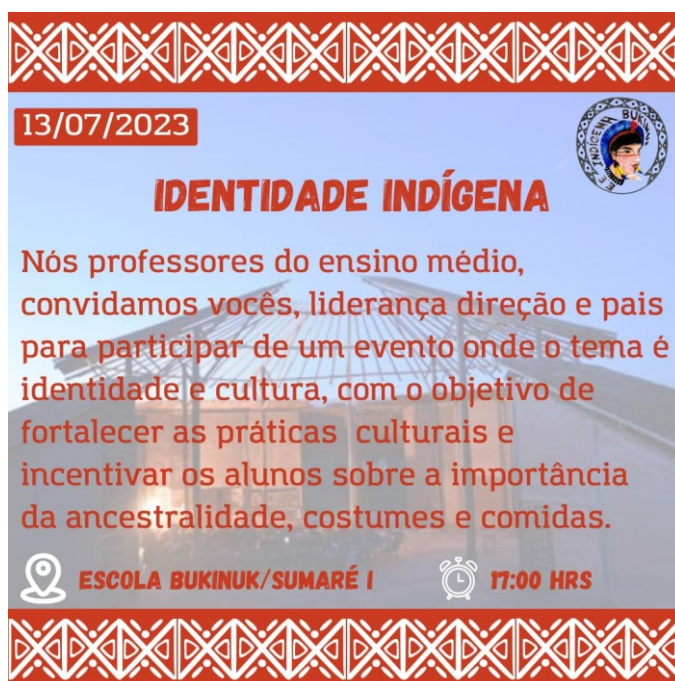 13/07/2023
E.E. INDÍGENA BUKINUK
IDENTIDADE INDÍGENA
Nós professores do ensino médio,
convidamos vocês, liderança direção e pais
para participar de um evento onde o tema é
identidade e cultura, com o objetivo de
fortalecer as práticas culturais e
incentivar os alunos sobre a importância
da ancestralidade, costumes e comidas.
ESCOLA BUKINUK/SUMARÉ I
17:00 HRS